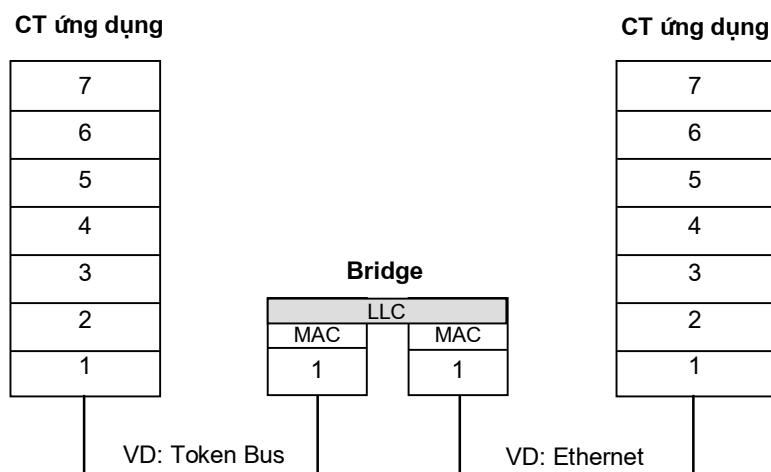 CT ứng dụng
CT ứng dụng
7
7
6
6
5
5
4
4
3
Bridge
3
LLC
2
MAC
MAC
2
1
1
1
1
VD: Token Bus
VD: Ethernet